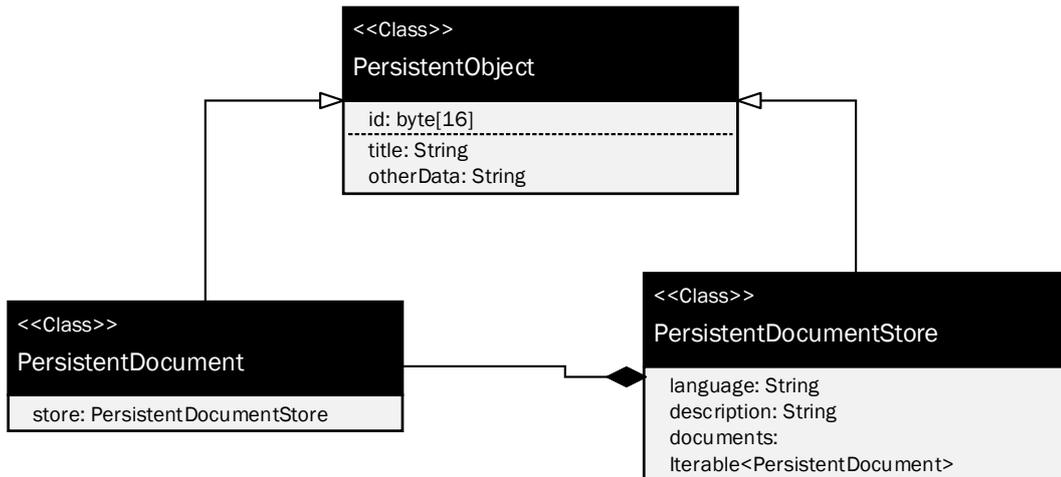 <<Class>>
PersistentObject
id: byte[16]
title: String
otherData: String
<<Class>>
PersistentDocument
store: PersistentDocumentStore
<<Class>>
PersistentDocumentStore
language: String
description: String
documents:
Iterable<PersistentDocument>